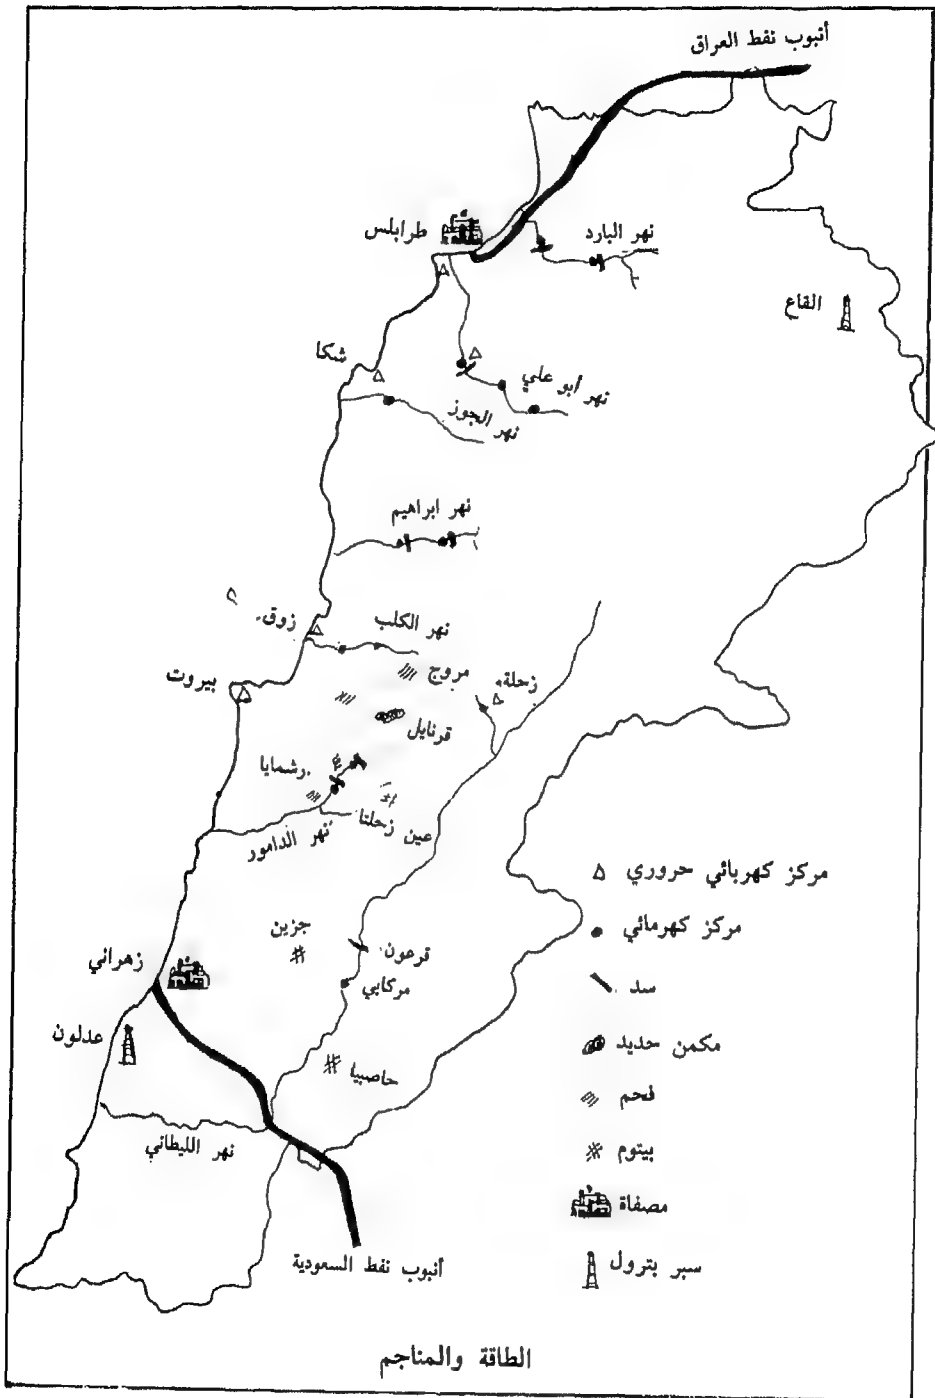 أنبوب نفط العراق
طرابلس
نهر البارد
القاع
شكا
نهر أبو علي
نهر الجوز
نهر ابراهيم
زوق
نهر الكلب
مروج
زحلة
بيروت
قرنايل
رشمايا
عين زحلتا
نهر الدامور
مركز كهربائي حروري
جزين
مركز كهرمائي
قرعون
زهراني
مركابي
سد
عدلون
مكمن حديد
حاصبيا
فحم
نهر الليطاني
بيتوم
مصفاة
أنبوب نفط السعودية
سبر بترول
الطاقة والمناجم